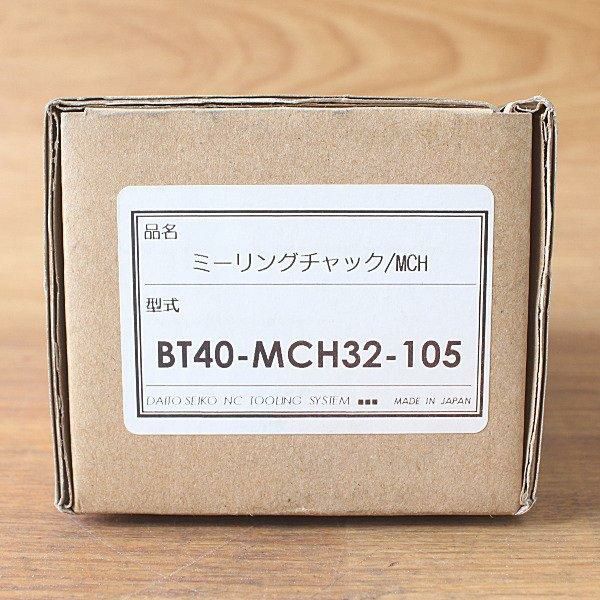 品名
ミーリングチャック/MCH
型式
BT40-MCH32-105
DAITO SEIKO NC TOOLING SYSTEM ■■■ MADE IN JAPAN